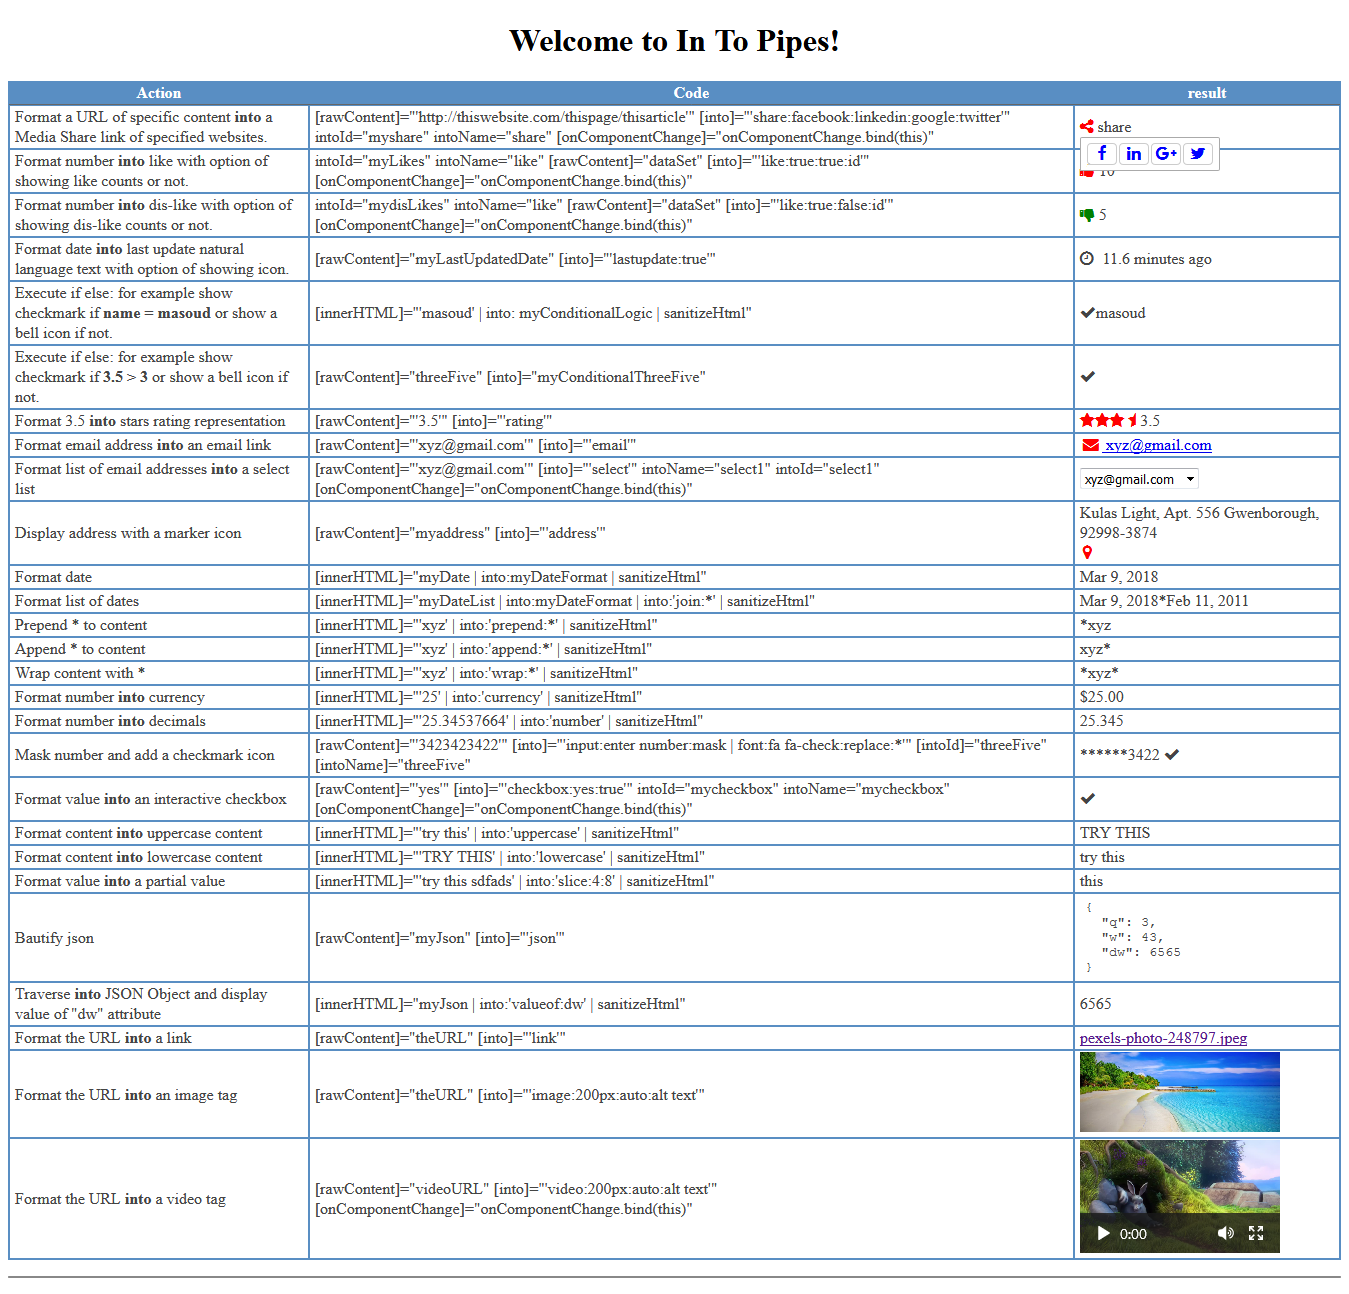 Welcome to In To Pipes!
Action Code result
Format a URL of specific content into a
Media Share link of specified websites.
[rawContent]="'http://thiswebsite.com/thispage/thisarticle'" [into]="'share:facebook:linkedin:google:twitter'"
intoId="myshare" intoName="share" [onComponentChange]="onComponentChange.bind(this)"
share
Format number into like with option of
showing like counts or not.
intoId="myLikes" intoName="like" [rawContent]="dataSet" [into]="'like:true:true:id'"
[onComponentChange]="onComponentChange.bind(this)"
f in G+
10
Format number into dis-like with option of
showing dis-like counts or not.
intoId="mydisLikes" intoName="like" [rawContent]="dataSet" [into]="'like:true:false:id'"
[onComponentChange]="onComponentChange.bind(this)"
5
Format date into last update natural
language text with option of showing icon.
[rawContent]="myLastUpdatedDate" [into]="'lastupdate:true'"
11.6 minutes ago
Execute if else: for example show
checkmark if name = masoud or show a
bell icon if not.
[innerHTML]="'masoud' | into: myConditionalLogic | sanitizeHtml"
masoud
Execute if else: for example show
checkmark if 3.5 > 3 or show a bell icon if
not.
[rawContent]="threeFive" [into]="myConditionalThreeFive"
Format 3.5 into stars rating representation
[rawContent]="'3.5'" [into]="'rating'"
3.5
Format email address into an email link
[rawContent]="'xyz@gmail.com'" [into]="'email'"
xyz@gmail.com
Format list of email addresses into a select
list
[rawContent]="'xyz@gmail.com'" [into]="'select'" intoName="select1" intoId="select1"
[onComponentChange]="onComponentChange.bind(this)"
xyz@gmail.com
Display address with a marker icon
[rawContent]="myaddress" [into]="'address'"
Kulas Light, Apt. 556 Gwenborough,
92998-3874
Format date
[innerHTML]="myDate | into:myDateFormat | sanitizeHtml"
Mar 9, 2018
Format list of dates
[innerHTML]="myDateList | into:myDateFormat | into:'join:*' | sanitizeHtml"
Mar 9, 2018*Feb 11, 2011
Prepend * to content
[innerHTML]="'xyz' | into:'prepend:*' | sanitizeHtml"
*xyz
Append * to content
[innerHTML]="'xyz' | into:'append:*' | sanitizeHtml"
xyz*
Wrap content with *
[innerHTML]="'xyz' | into:'wrap:*' | sanitizeHtml"
*xyz*
Format number into currency
[innerHTML]="'25' | into:'currency' | sanitizeHtml"
$25.00
Format number into decimals
[innerHTML]="'25.34537664' | into:'number' | sanitizeHtml"
25.345
Mask number and add a checkmark icon
[rawContent]="'3423423422'" [into]="'input:enter number:mask | font:fa fa-check:replace:*'" [intoId]="threeFive"
[intoName]="threeFive"
******3422
Format value into an interactive checkbox
[rawContent]="'yes'" [into]="'checkbox:yes:true'" intoId="mycheckbox" intoName="mycheckbox"
[onComponentChange]="onComponentChange.bind(this)"
Format content into uppercase content
[innerHTML]="'try this' | into:'uppercase' | sanitizeHtml"
TRY THIS
Format content into lowercase content
[innerHTML]="'TRY THIS' | into:'lowercase' | sanitizeHtml"
try this
Format value into a partial value
[innerHTML]="'try this sdfads' | into:'slice:4:8' | sanitizeHtml"
this
Bautify json
[rawContent]="myJson" [into]="'json'"
{
"q": 3,
"w": 43,
"dw": 6565
}
Traverse into JSON Object and display
value of "dw" attribute
[innerHTML]="myJson | into:'valueof:dw' | sanitizeHtml"
6565
Format the URL into a link
[rawContent]="theURL" [into]="'link'"
pexels-photo-248797.jpeg
Format the URL into an image tag
[rawContent]="theURL" [into]="'image:200px:auto:alt text'"
Format the URL into a video tag
[rawContent]="videoURL" [into]="'video:200px:auto:alt text'"
[onComponentChange]="onComponentChange.bind(this)"
0:00